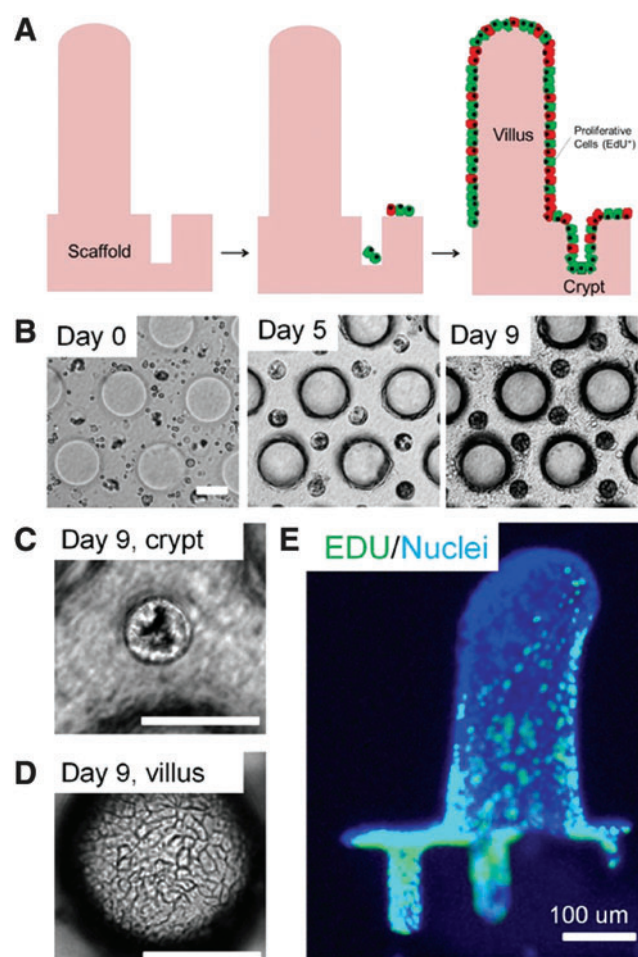 A
Villus
Proliferative
Cells (EdU⁺)
Scaffold
Crypt
B
Day 0
Day 5
Day 9
C
Day 9, crypt
E
EDU/Nuclei
D
Day 9, villus
100 um